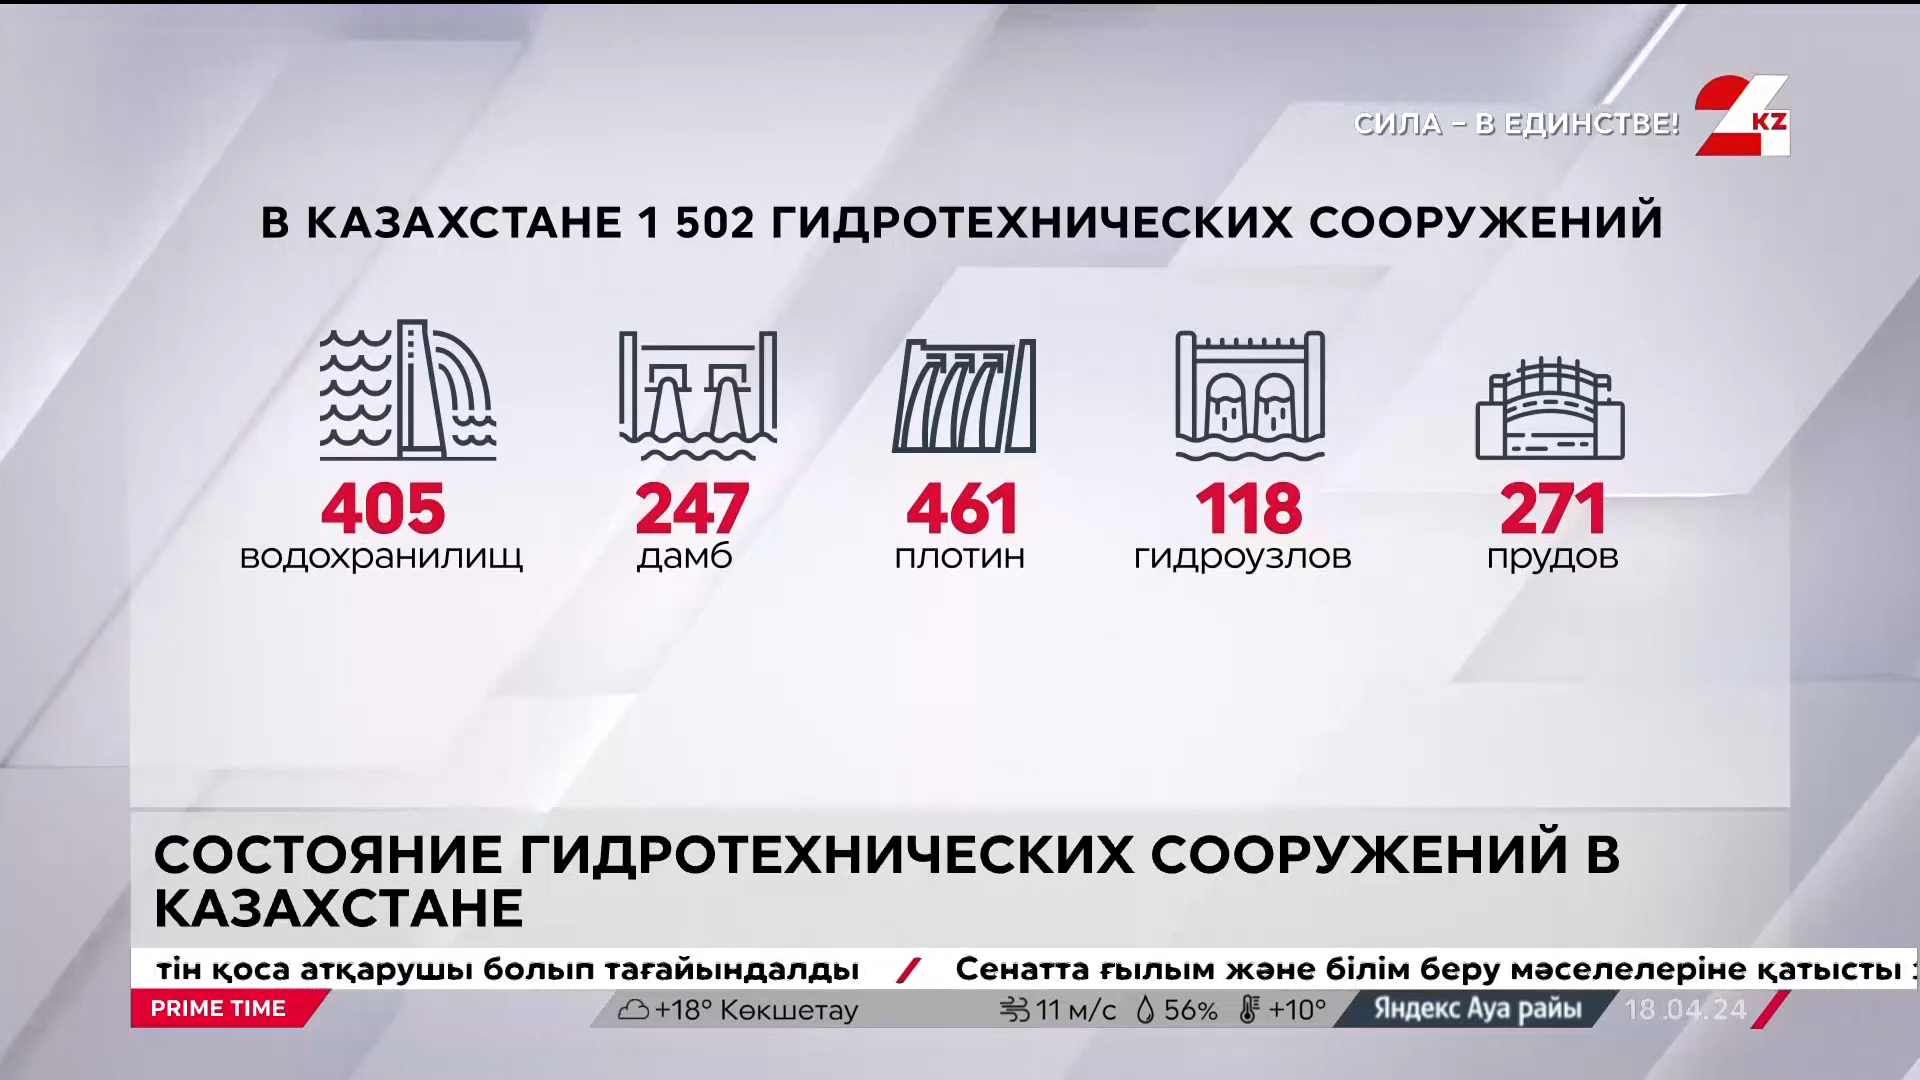 СИЛА – В ЕДИНСТВЕ!
24 KZ
В КАЗАХСТАНЕ 1 502 ГИДРОТЕХНИЧЕСКИХ СООРУЖЕНИЙ
405 247 461 118 271
водохранилищ дамб плотин гидроузлов прудов
СОСТОЯНИЕ ГИДРОТЕХНИЧЕСКИХ СООРУЖЕНИЙ В
КАЗАХСТАНЕ
тін қоса атқарушы болып тағайындалды / Сенатта ғылым және білім беру мәселелеріне қатысты
PRIME TIME +18° Көкшетау 11 м/с 56% +10° Яндекс Ауа райы 18.04.24